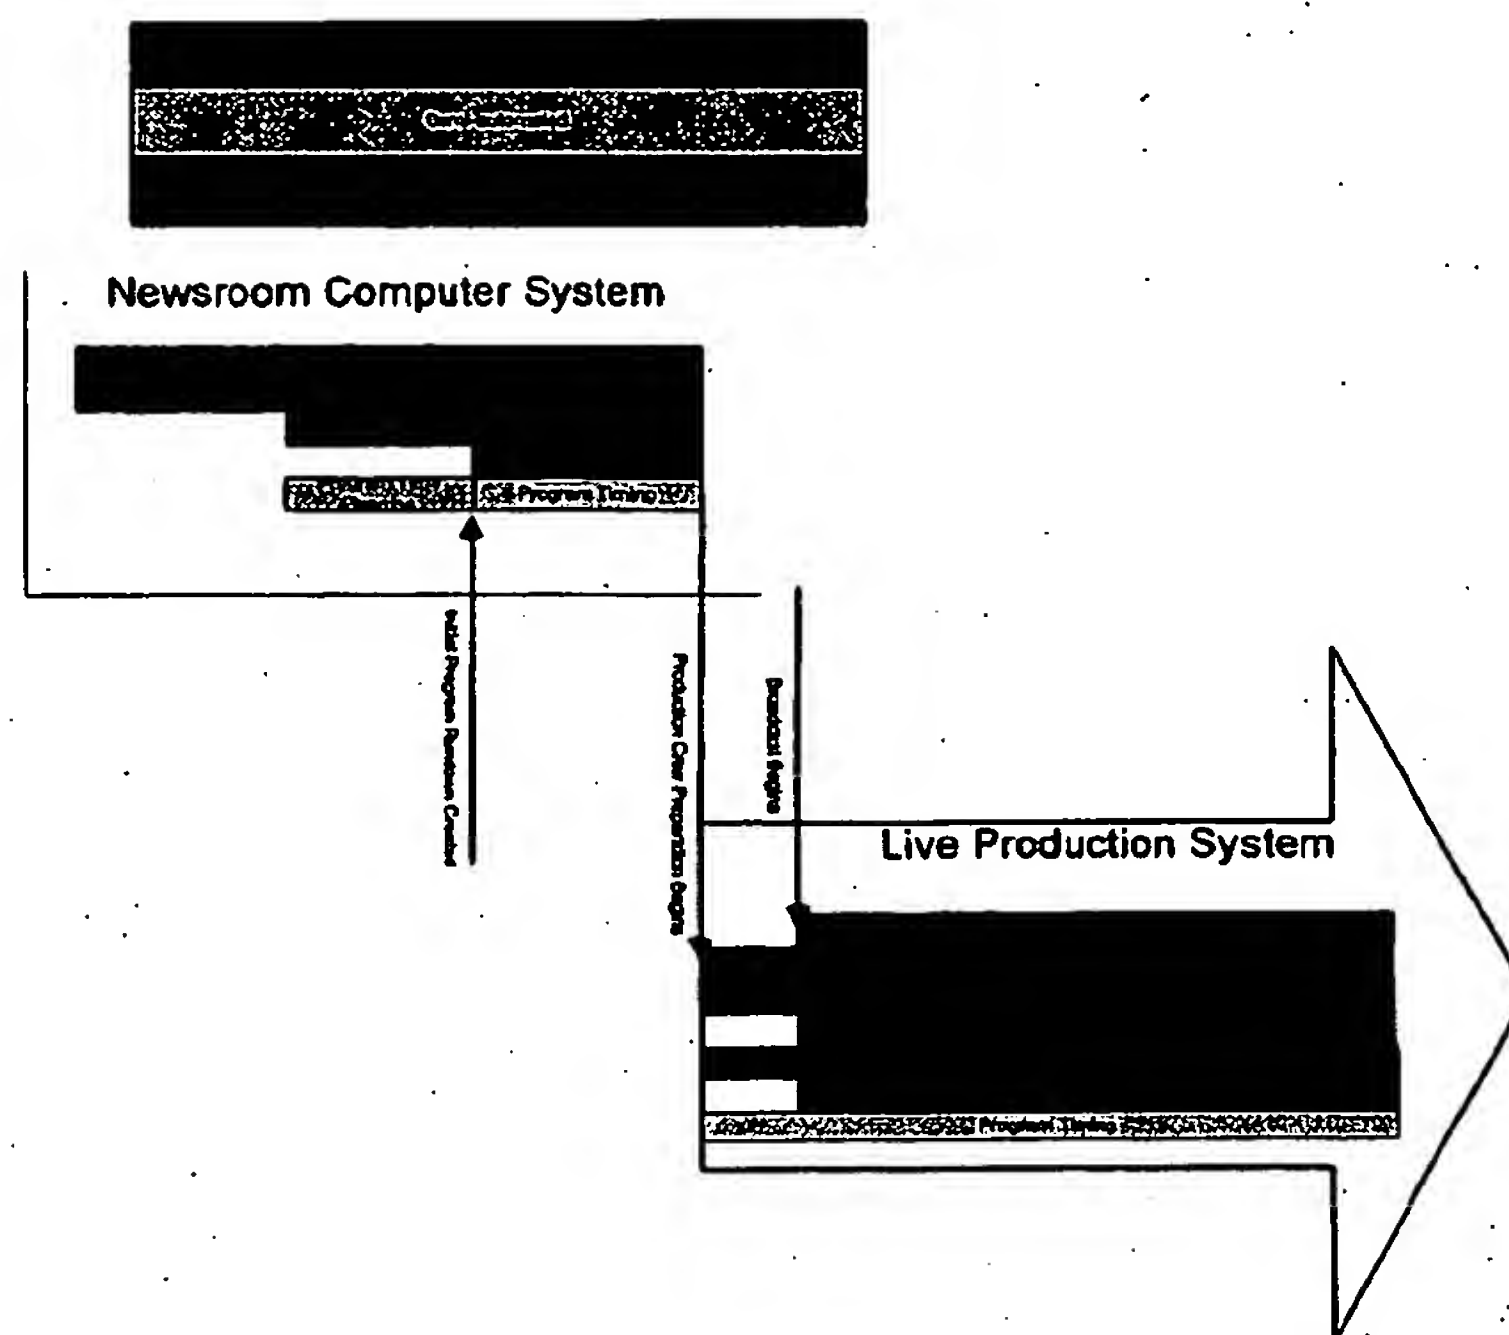 Newsroom Computer System
Program Timing
Initial Program Rundown Created
Production Crew Preparation Begins
Broadcast Begins
Live Production System
Program Timing